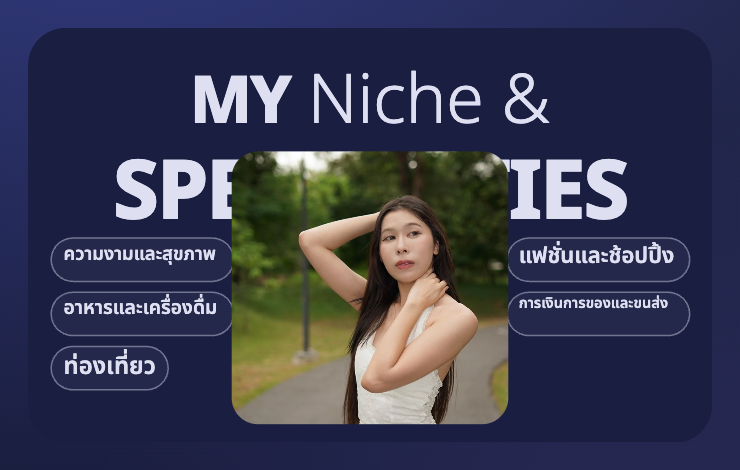 MY Niche &
SPE IES
ความงามและสุขภาพ
แฟชั่นและช้อปปิ้ง
อาหารและเครื่องดื่ม
การเงินการของและขนส่ง
ท่องเที่ยว